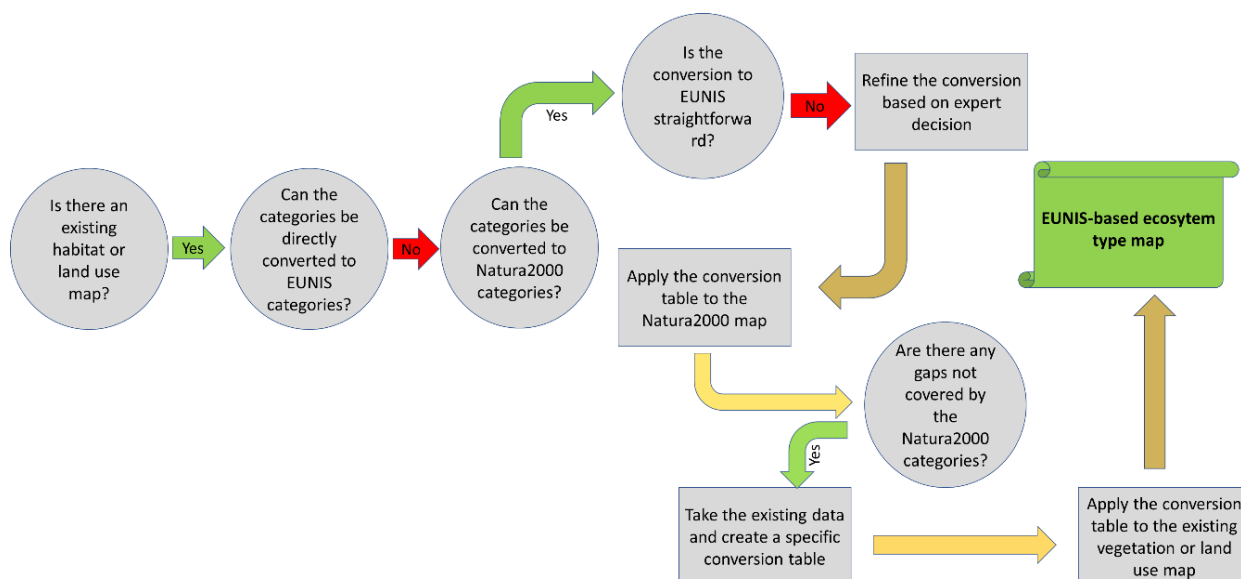 Is there an
existing
habitat or
land use
map?
Yes
Can the
categories be
directly
converted to
EUNIS
categories?
No
Can the
categories be
converted to
Natura2000
categories?
Yes
Is the
conversion to
EUNIS
straightforwa
rd?
No
Refine the conversion
based on expert
decision
Apply the conversion
table to the
Natura2000 map
Are there any
gaps not
covered by
the
Natura2000
categories?
Yes
Take the existing data
and create a specific
conversion table
Apply the conversion
table to the existing
vegetation or land
use map
EUNIS-based ecosytem
type map